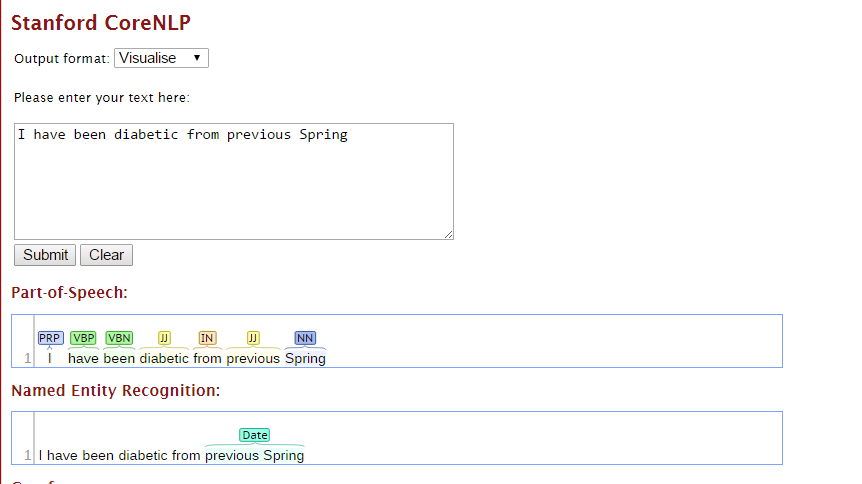 Stanford CoreNLP
Output format: Visualise
Please enter your text here:
I have been diabetic from previous Spring
Submit Clear
Part-of-Speech:
PRP VBP VBN JJ IN JJ NN
1 I have been diabetic from previous Spring
Named Entity Recognition:
Date
1 I have been diabetic from previous Spring